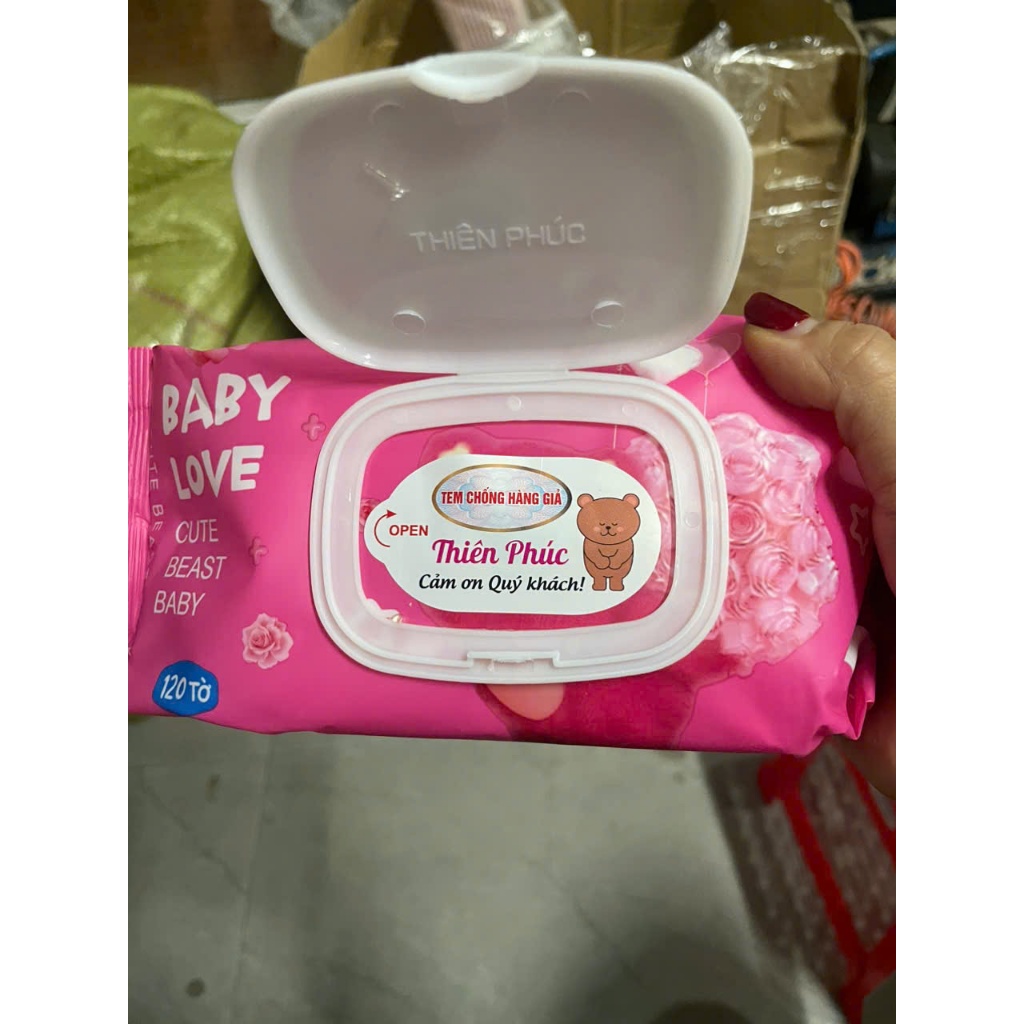 THIÊN PHÚC
BABY
LOVE
CUTE
BEAST
BABY
120 TỜ
TEM CHỐNG HÀNG GIẢ
OPEN
Thiên Phúc
Cảm ơn Quý khách!